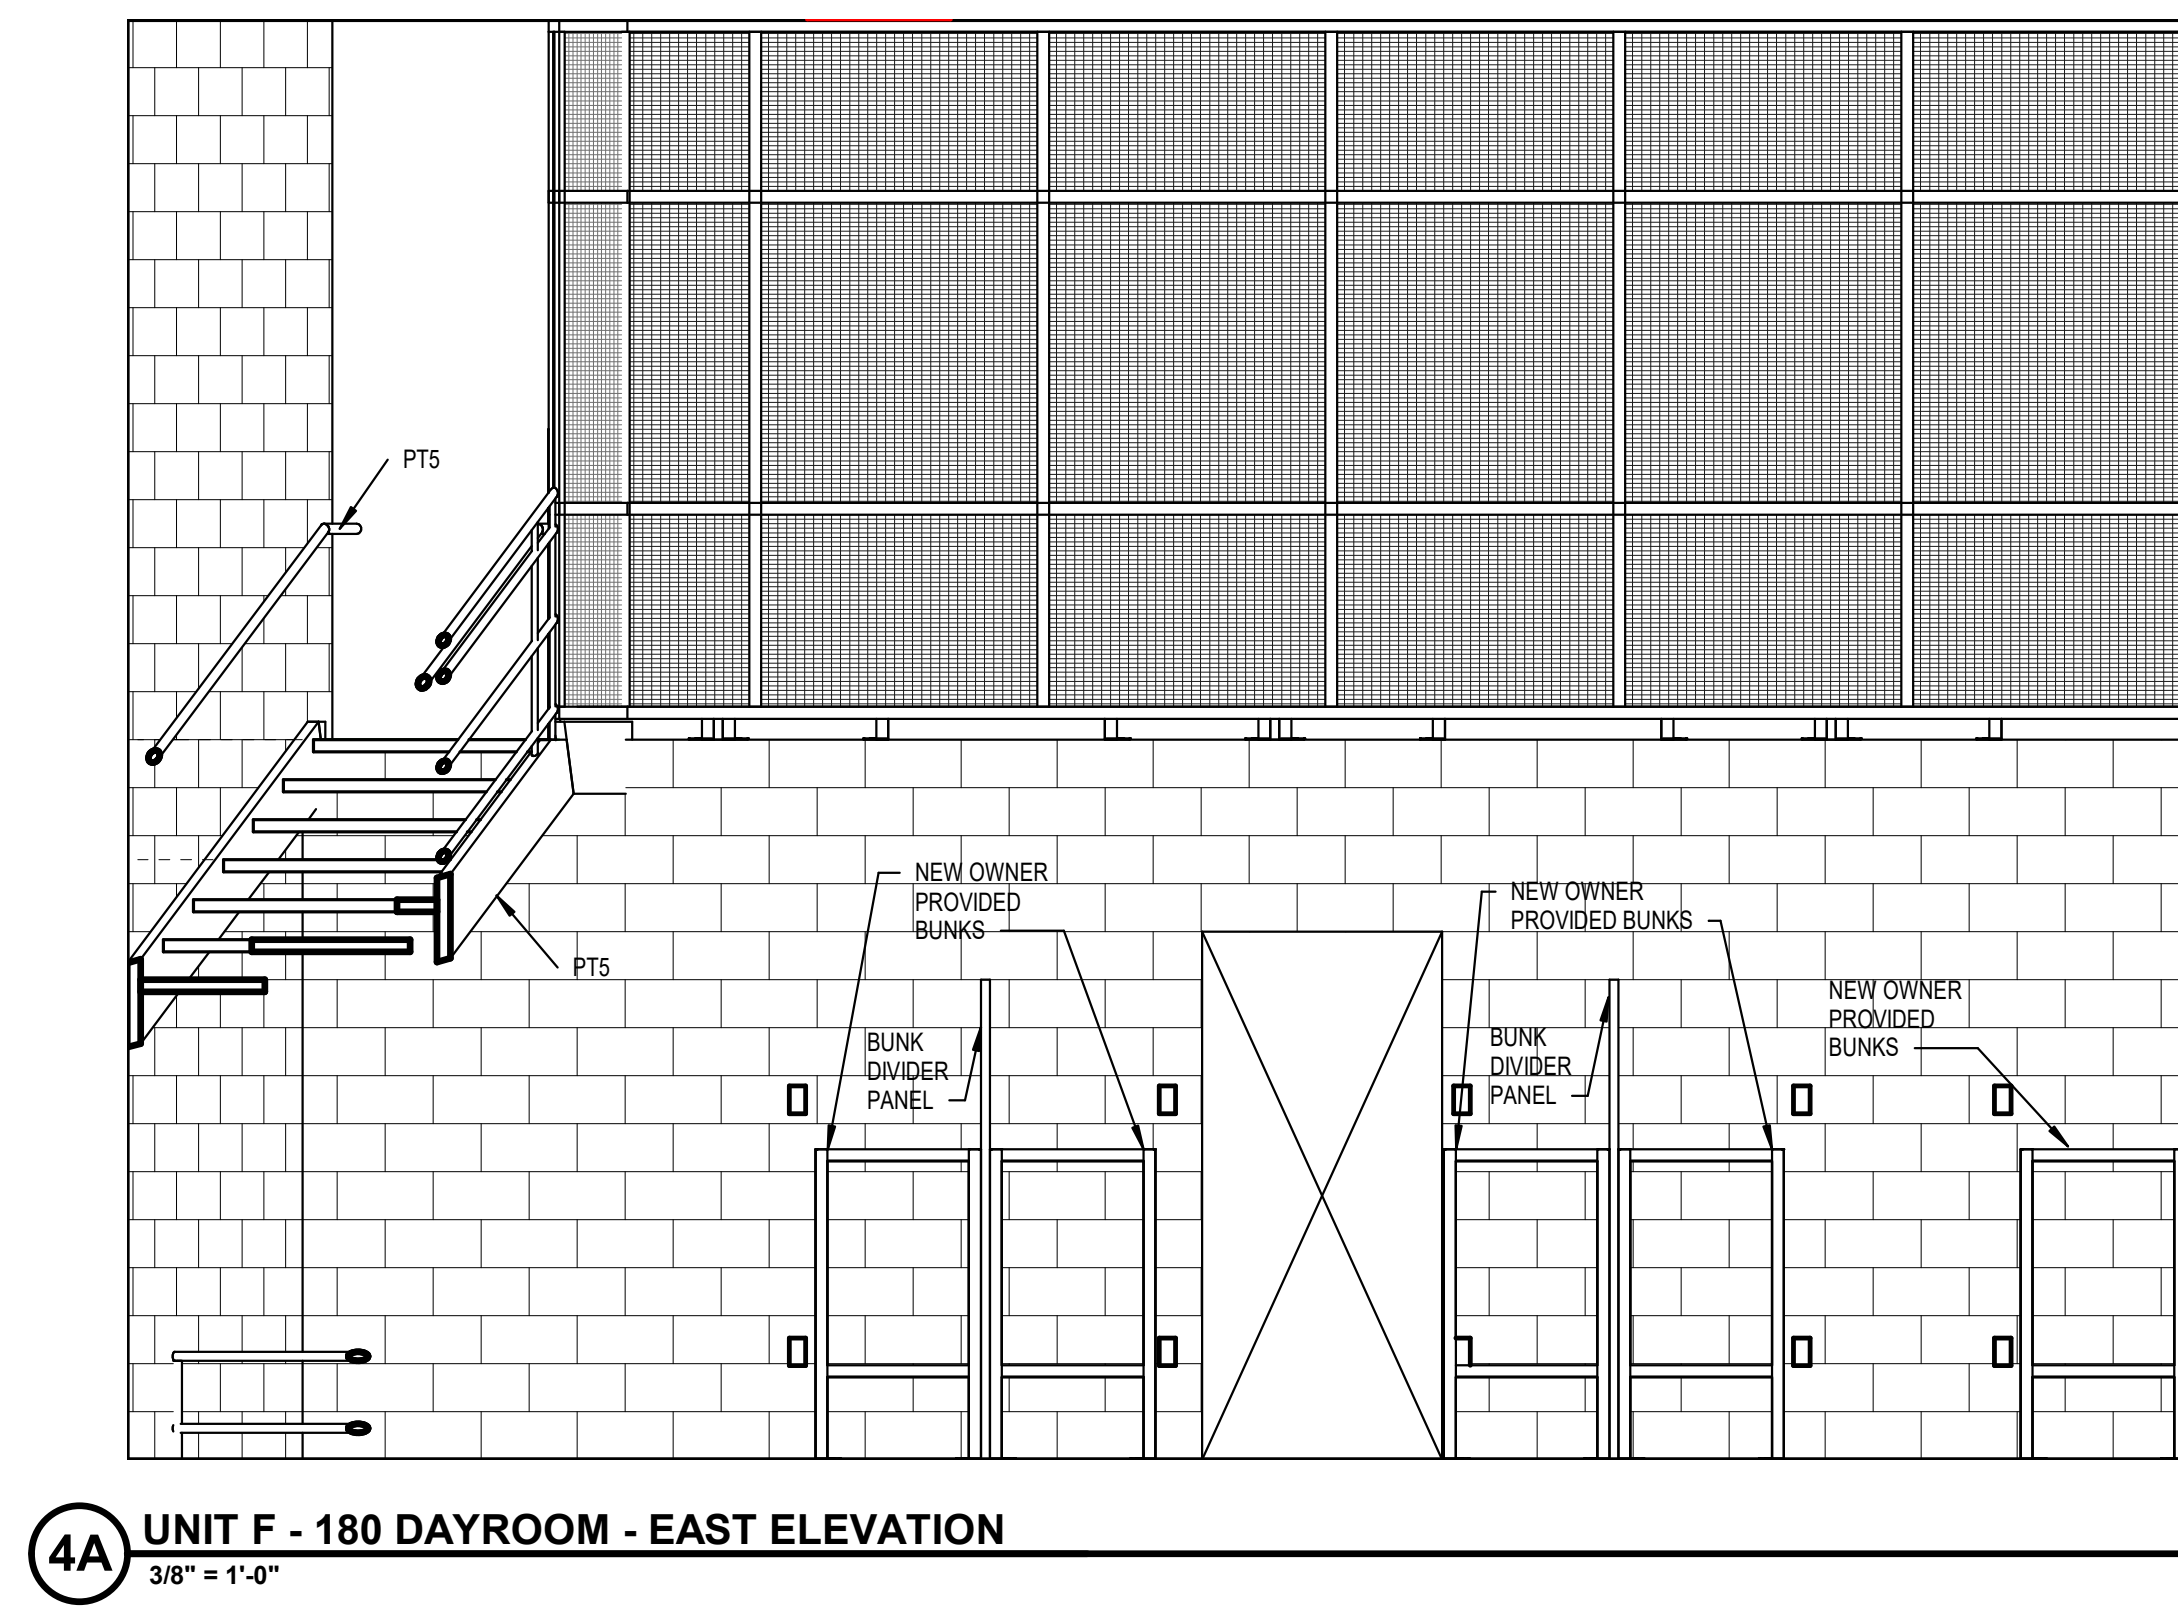 PT5
NEW OWNER
PROVIDED
BUNKS
NEW OWNER
PROVIDED BUNKS
PT5
NEW OWNER
PROVIDED
BUNKS
BUNK
DIVIDER
PANEL
BUNK
DIVIDER
PANEL
4A
UNIT F - 180 DAYROOM - EAST ELEVATION
3/8" = 1'-0"